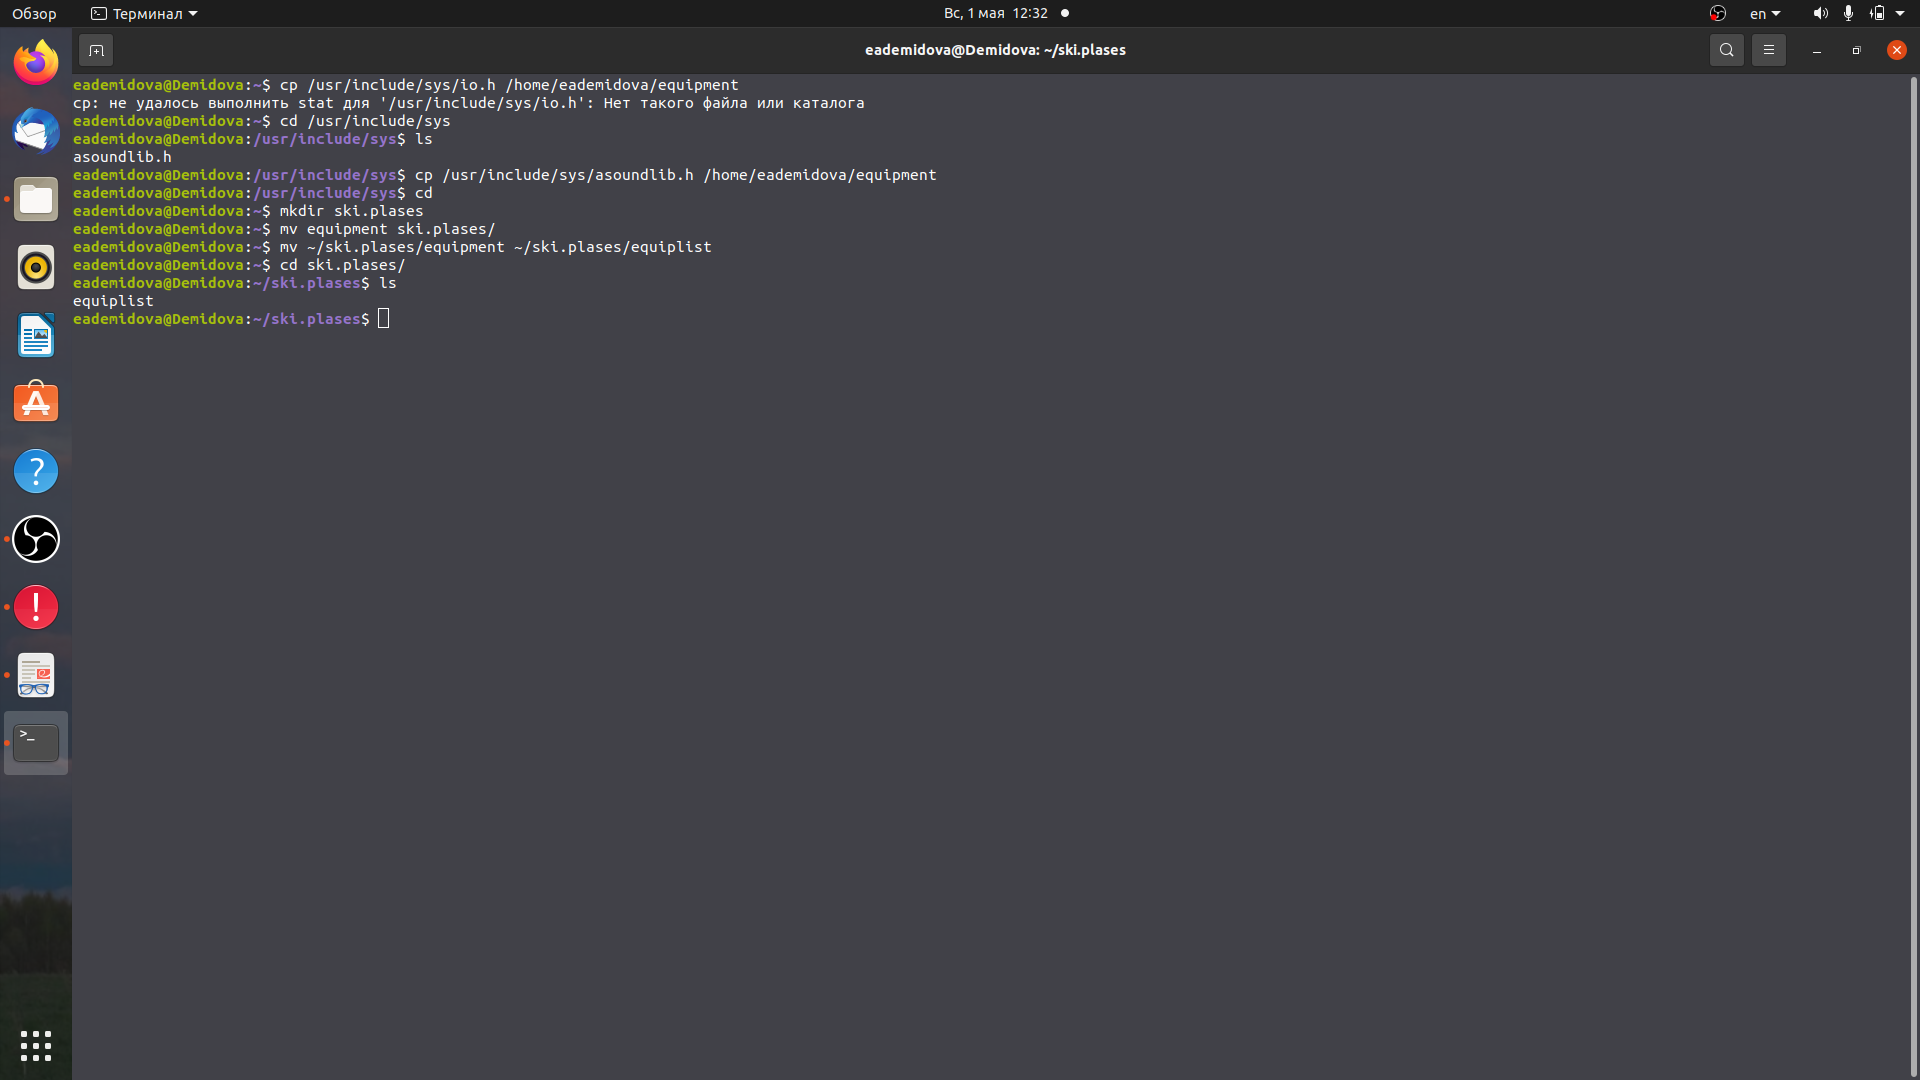 Обзор
Терминал
Вс, 1 мая 12:32
en
eademidova@Demidova: ~/ski.plases
eademidova@Demidova:~$ cp /usr/include/sys/io.h /home/eademidova/equipment
cp: не удалось выполнить stat для '/usr/include/sys/io.h': Нет такого файла или каталога
eademidova@Demidova:~$ cd /usr/include/sys
eademidova@Demidova:/usr/include/sys$ ls
asoundlib.h
eademidova@Demidova:/usr/include/sys$ cp /usr/include/sys/asoundlib.h /home/eademidova/equipment
eademidova@Demidova:/usr/include/sys$ cd
eademidova@Demidova:~$ mkdir ski.plases
eademidova@Demidova:~$ mv equipment ski.plases/
eademidova@Demidova:~$ mv ~/ski.plases/equipment ~/ski.plases/equiplist
eademidova@Demidova:~$ cd ski.plases/
eademidova@Demidova:~/ski.plases$ ls
equiplist
eademidova@Demidova:~/ski.plases$